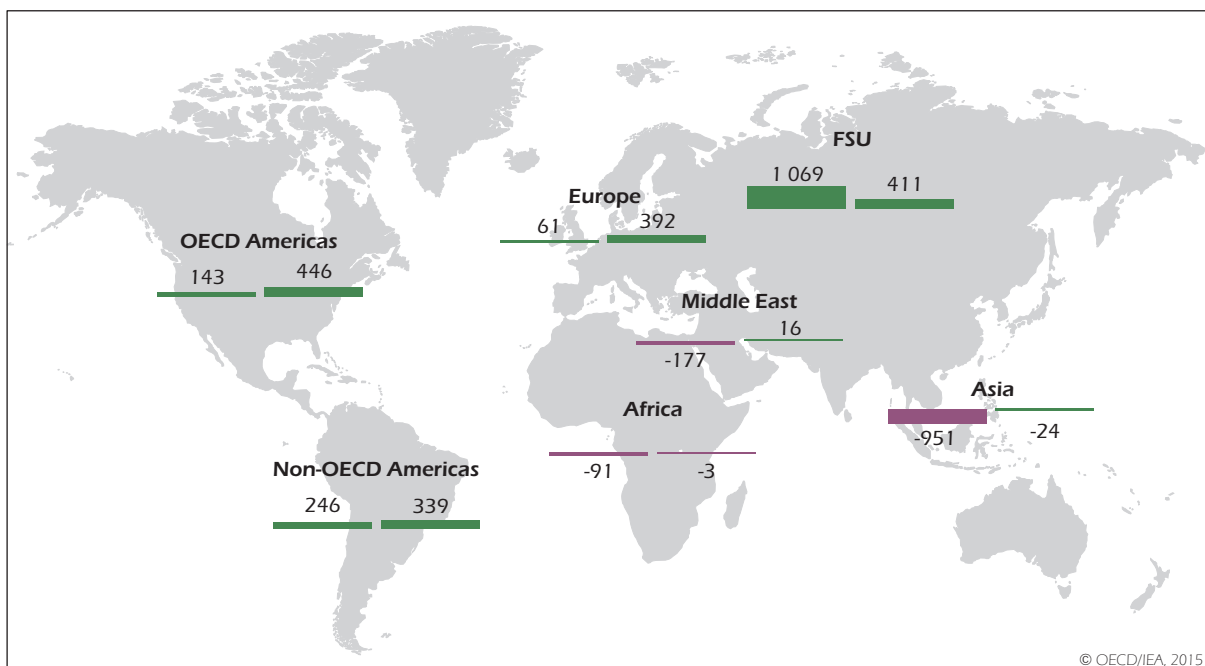 FSU
1 069
411
Europe
61
392
OECD Americas
143
446
Middle East
16
-177
Asia
-951
-24
Africa
-91
-3
Non-OECD Americas
246
339
© OECD/IEA, 2015